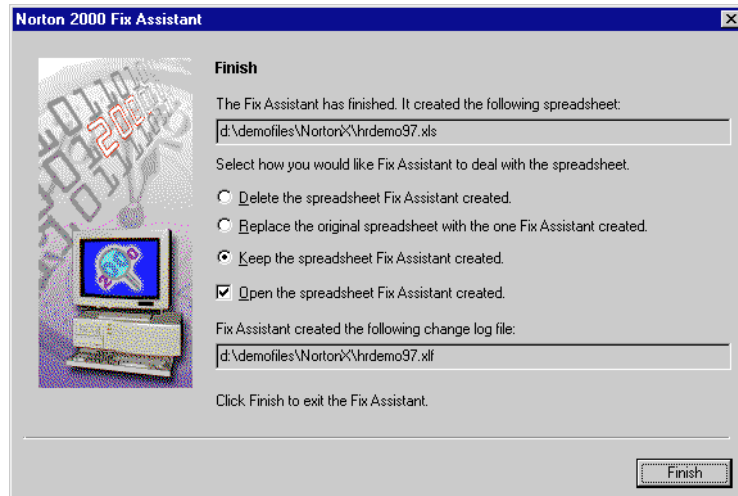 Norton 2000 Fix Assistant
Finish
The Fix Assistant has finished. It created the following spreadsheet:
d:\demofiles\NortonX\hrdemo97.xls
Select how you would like Fix Assistant to deal with the spreadsheet.
Delete the spreadsheet Fix Assistant created.
Replace the original spreadsheet with the one Fix Assistant created.
Keep the spreadsheet Fix Assistant created.
Open the spreadsheet Fix Assistant created.
Fix Assistant created the following change log file:
d:\demofiles\NortonX\hrdemo97.xlf
Click Finish to exit the Fix Assistant.
Finish